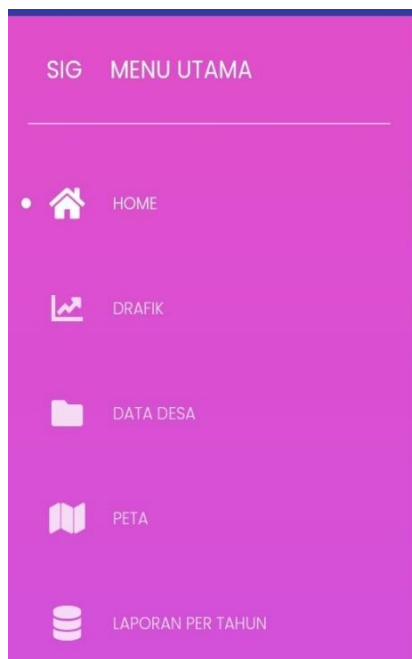 SIG MENU UTAMA
HOME
DRAFIK
DATA DESA
PETA
LAPORAN PER TAHUN